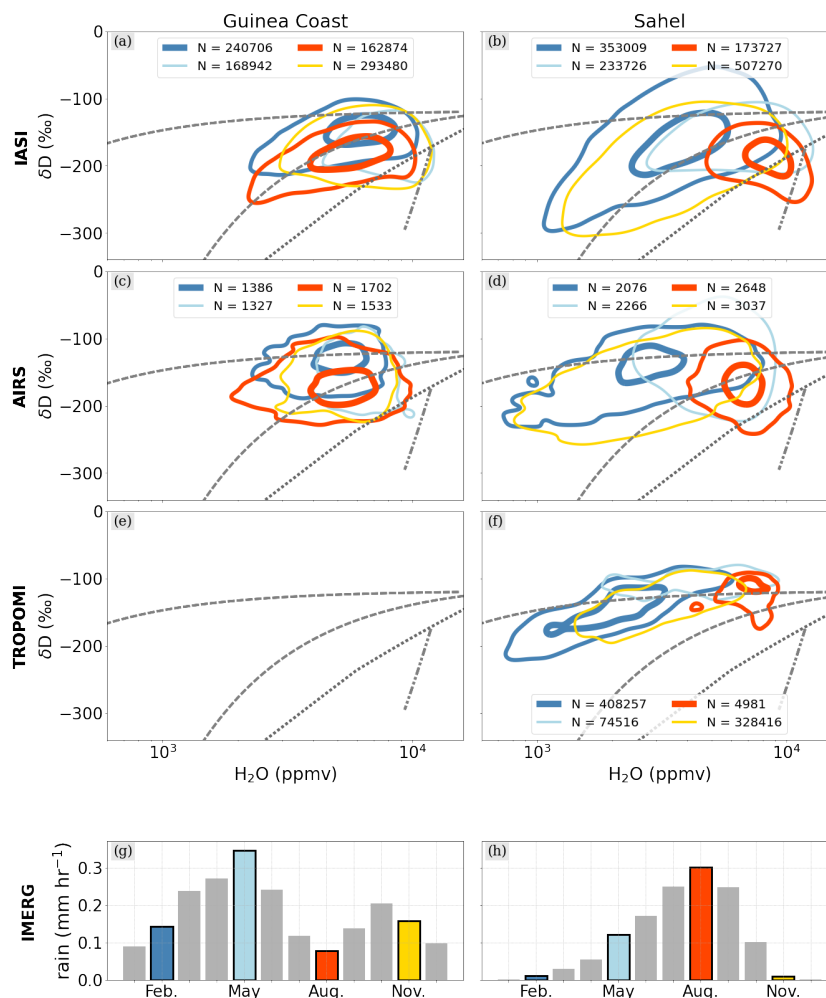 Guinea Coast
Sahel
(a)
N = 240706
N = 162874
N = 168942
N = 293480
(b)
N = 353009
N = 173727
N = 233726
N = 507270
0
−100
−200
−300
IASI
δD (‰)
(c)
N = 1386
N = 1702
N = 1327
N = 1533
(d)
N = 2076
N = 2648
N = 2266
N = 3037
0
−100
−200
−300
AIRS
δD (‰)
(e)
(f)
N = 408257
N = 4981
N = 74516
N = 328416
0
−100
−200
−300
TROPOMI
δD (‰)
10³
10⁴
10³
10⁴
H₂O (ppmv)
H₂O (ppmv)
(g)
(h)
0.3
0.2
0.1
0.0
IMERG
rain (mm hr⁻¹)
Feb.
May
Aug.
Nov.
Feb.
May
Aug.
Nov.